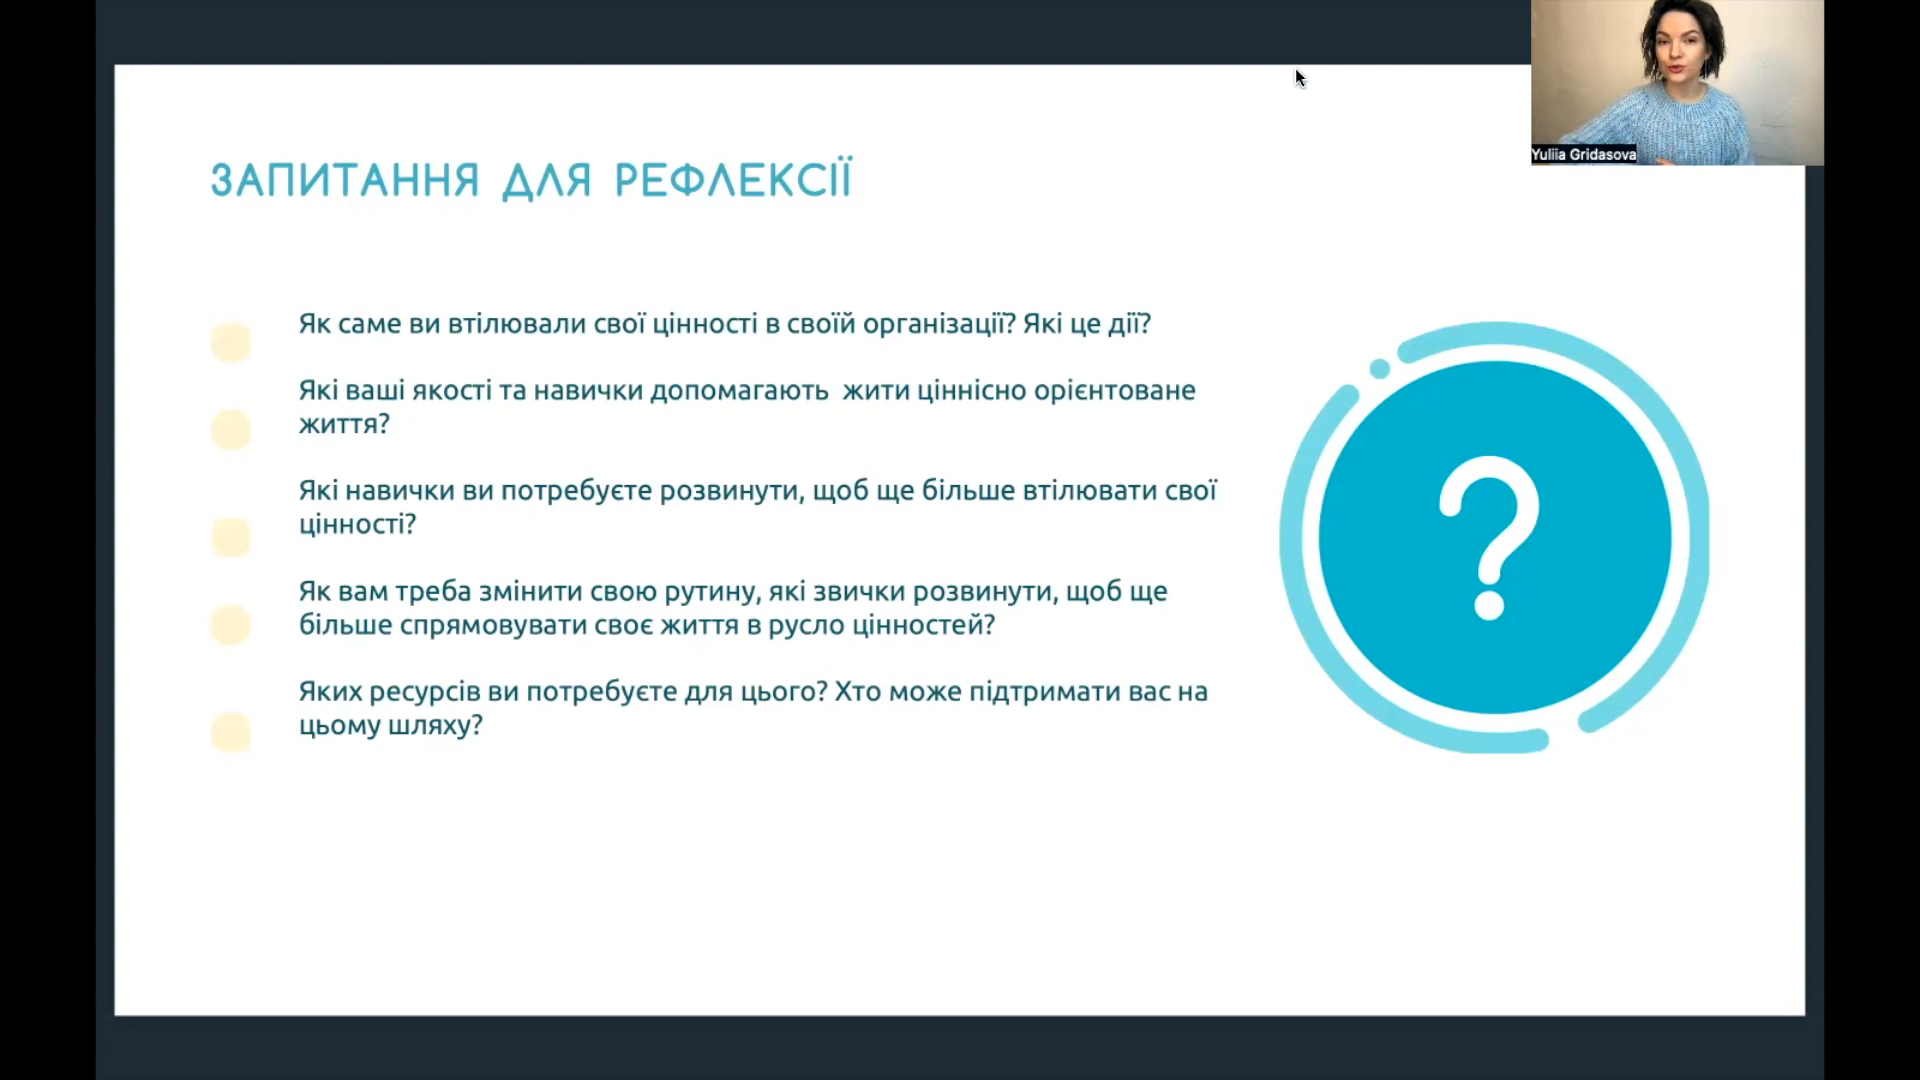 Yuliia Gridasova
ЗАПИТАННЯ ДЛЯ РЕФЛЕКСІЇ
Як саме ви втілювали свої цінності в своїй організації? Які це дії?
Які ваші якості та навички допомагають  жити ціннісно орієнтоване
життя?
Які навички ви потребуєте розвинути, щоб ще більше втілювати свої
цінності?
Як вам треба змінити свою рутину, які звички розвинути, щоб ще
більше спрямовувати своє життя в русло цінностей?
Яких ресурсів ви потребуєте для цього? Хто може підтримати вас на
цьому шляху?
?